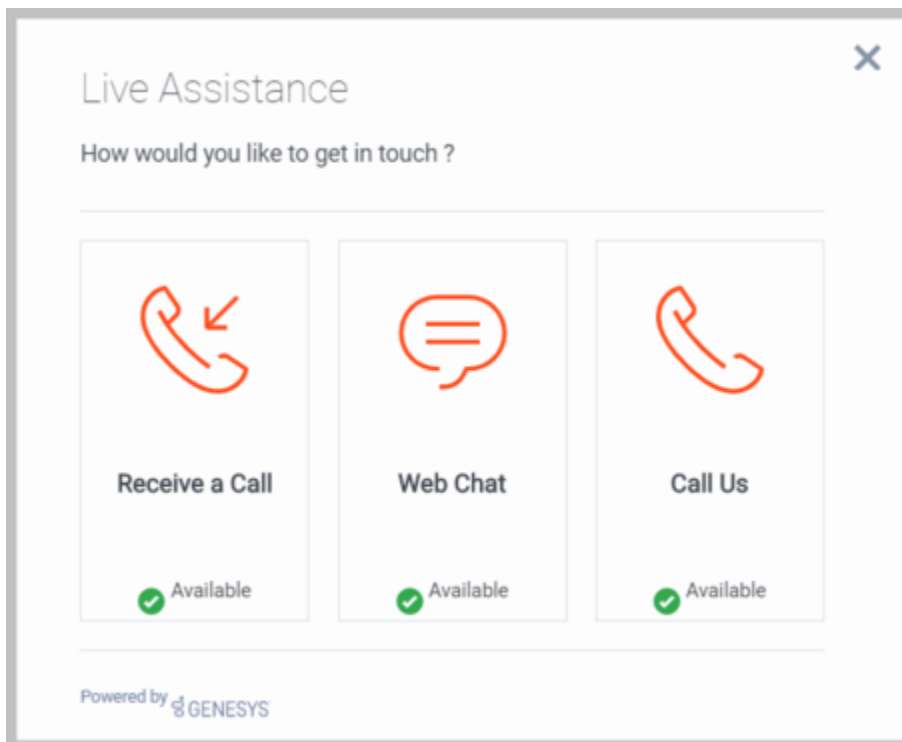 Live Assistance
How would you like to get in touch ?
Receive a Call
Web Chat
Call Us
Available
Available
Available
Powered by GENESYS